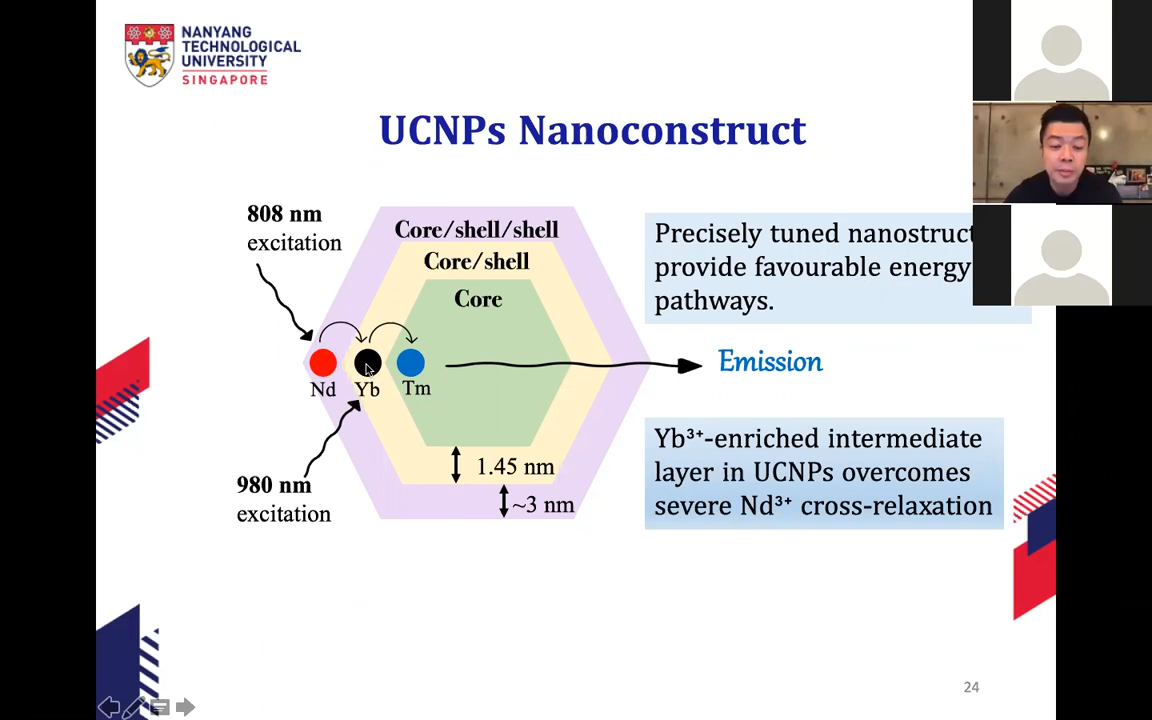 NANYANG
TECHNOLOGICAL
UNIVERSITY
SINGAPORE
UCNPs Nanoconstruct
808 nm
excitation
Core/shell/shell
Core/shell
Core
Nd
Yb
Tm
980 nm
excitation
1.45 nm
~3 nm
Precisely tuned
provide favourable energy
pathways.
Emission
Yb³⁺-enriched intermediate
layer in UCNPs overcomes
severe Nd³⁺ cross-relaxation
24